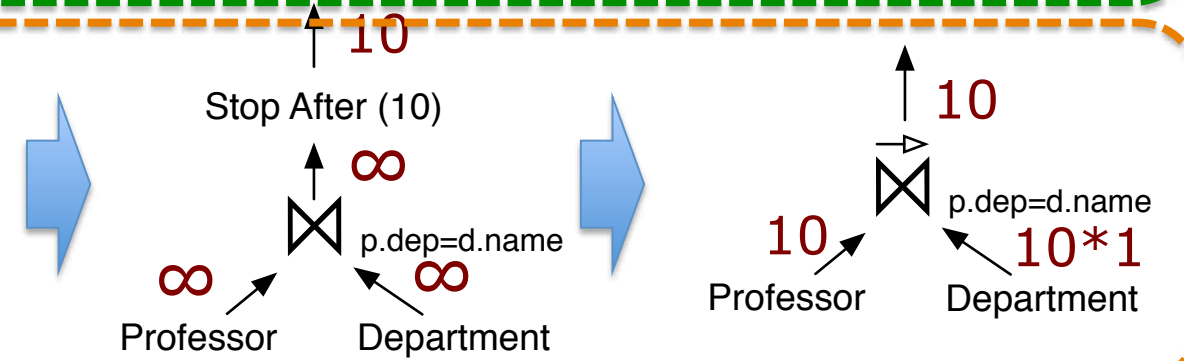 10
Stop After (10)
∞
p.dep=d.name
∞ ∞
Professor Department
10
p.dep=d.name
10 10*1
Professor Department